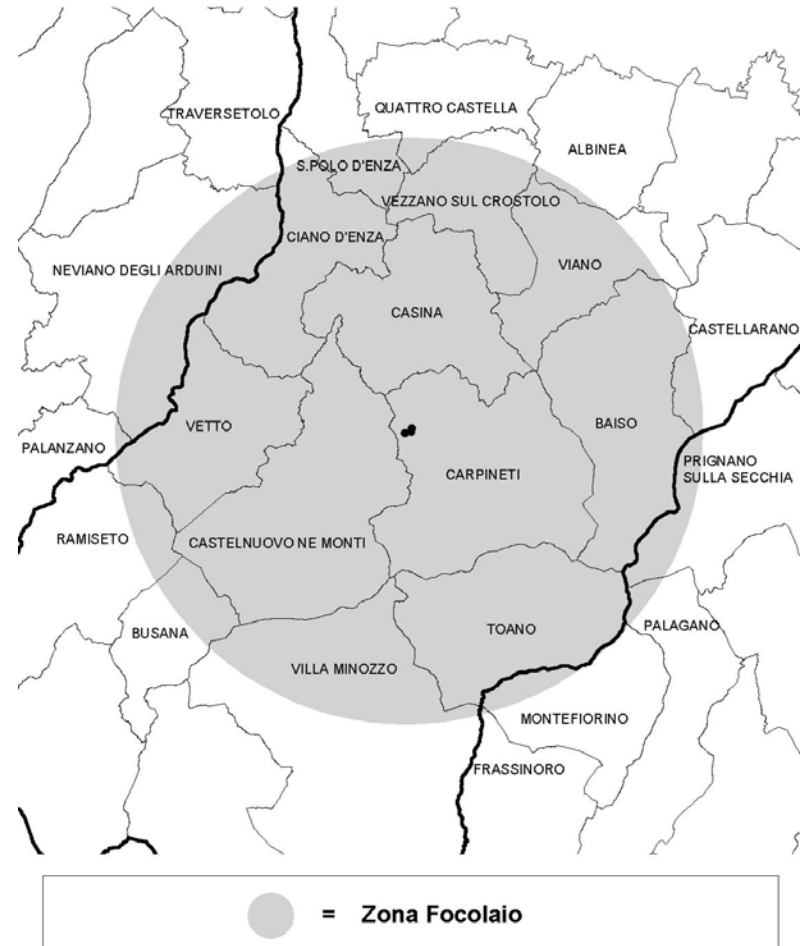 TRAVERSETOLO
QUATTRO CASTELLA
ALBINEA
S.POLO D'ENZA
VEZZANO SUL CROSTOLO
CIANO D'ENZA
VIANO
NEVIANO DEGLI ARDUINI
CASINA
CASTELLARANO
VETTO
BAISO
PALANZANO
CARPINETI
PRIGNANO
SULLA SECCHIA
RAMISETO
CASTELNUOVO NE MONTI
BUSANA
TOANO
PALAGANO
VILLA MINOZZO
MONTEFIORINO
FRASSINORO
= Zona Focolaio